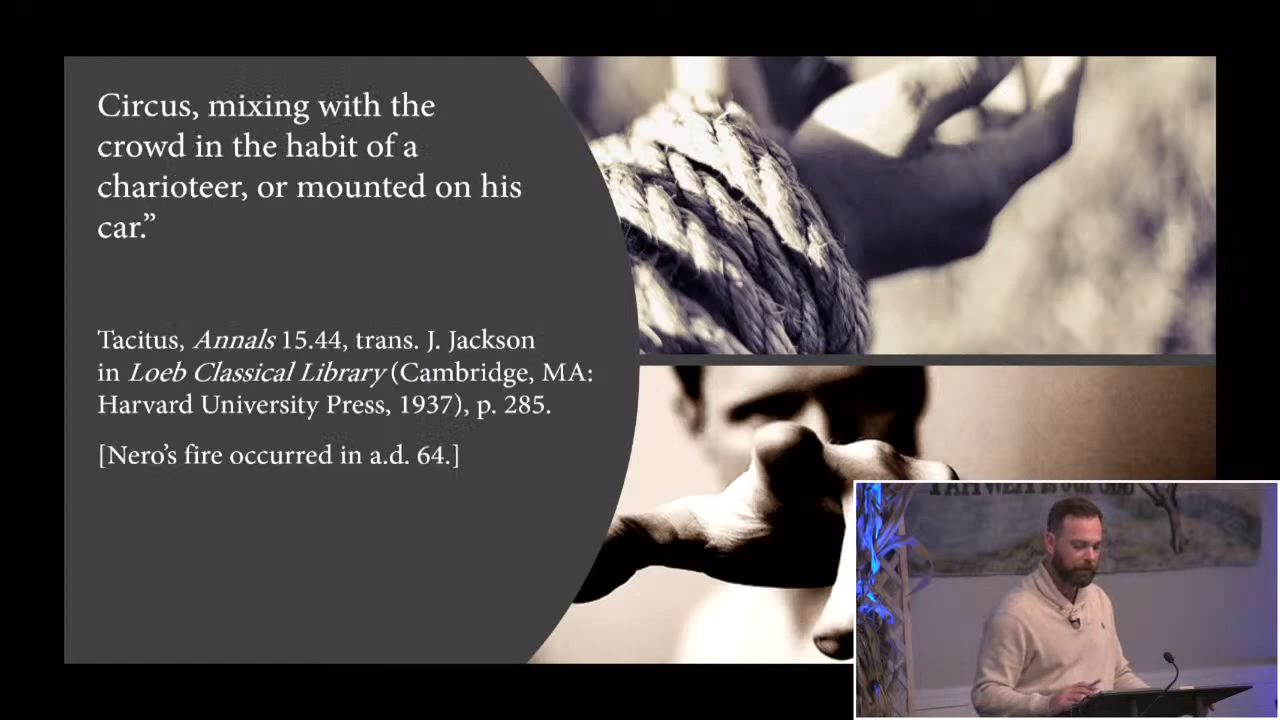 Circus, mixing with the
crowd in the habit of a
charioteer, or mounted on his
car.”
Tacitus, Annals 15.44, trans. J. Jackson
in Loeb Classical Library (Cambridge, MA:
Harvard University Press, 1937), p. 285.
[Nero’s fire occurred in a.d. 64.]